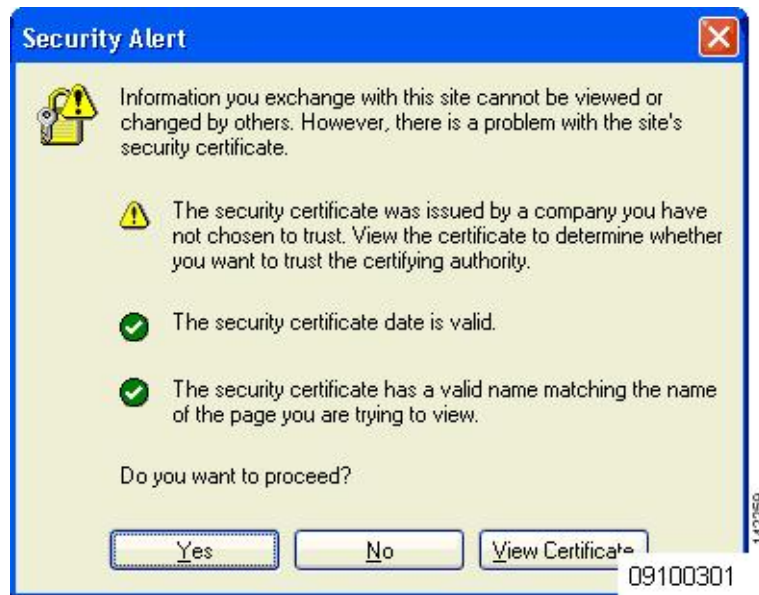 Security Alert
Information you exchange with this site cannot be viewed or
changed by others. However, there is a problem with the site's
security certificate.
The security certificate was issued by a company you have
not chosen to trust. View the certificate to determine whether
you want to trust the certifying authority.
The security certificate date is valid.
The security certificate has a valid name matching the name
of the page you are trying to view.
Do you want to proceed?
Yes
No
View Certificate
09100301